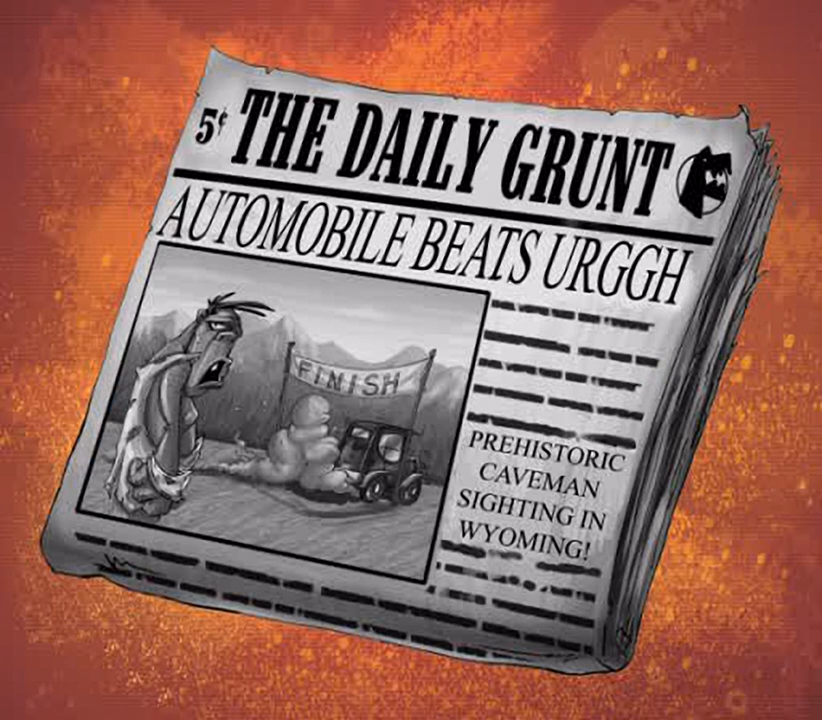 5¢ THE DAILY GRUNT
AUTOMOBILE BEATS URGGH
FINISH
PREHISTORIC
CAVEMAN
SIGHTING IN
WYOMING!